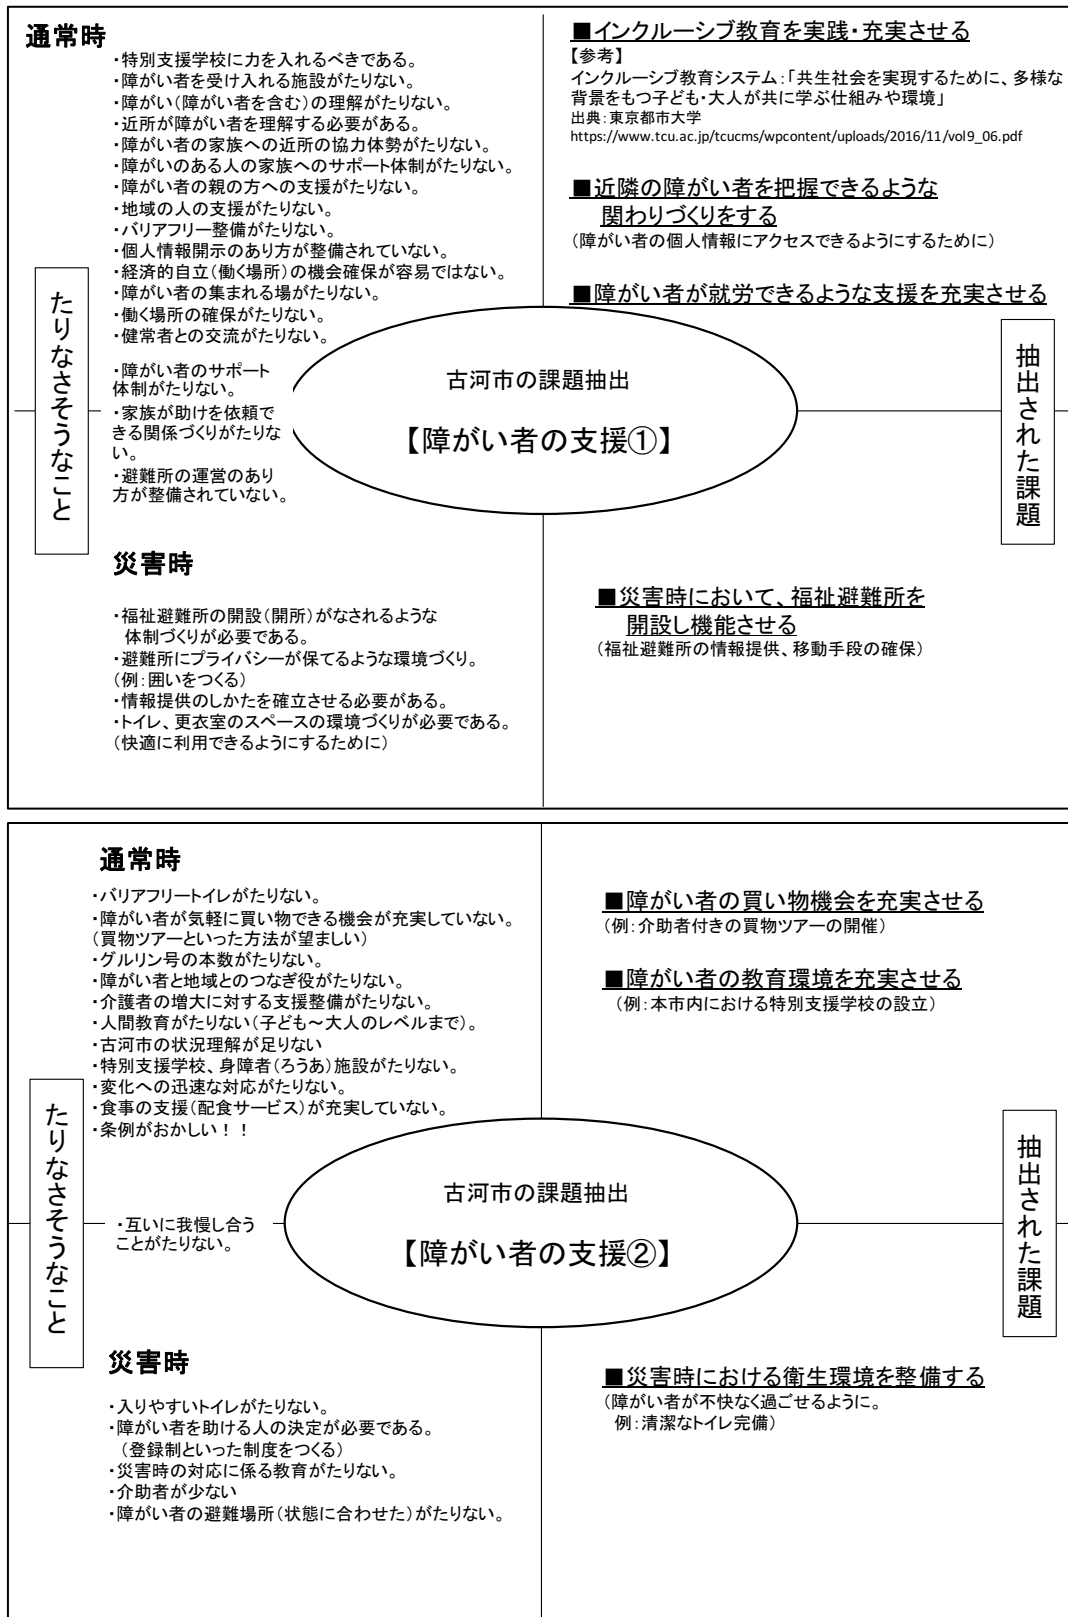 通常時
・特別支援学校に力を入れるべきである。
・障がい者を受け入れる施設がたりない。
・障がい(障がい者を含む)の理解がたりない。
・近所が障がい者を理解する必要がある。
・障がい者の家族への近所の協力体勢がたりない。
・障がいのある人の家族へのサポート体制がたりない。
・障がい者の親の方への支援がたりない。
・地域の人の支援がたりない。
・バリアフリー整備がたりない。
・個人情報開示のあり方が整備されていない。
・経済的自立(働く場所)の機会確保が容易ではない。
・障がい者の集まれる場がたりない。
・働く場所の確保がたりない。
・健常者との交流がたりない。
・障がい者のサポート
体制がたりない。
・家族が助けを依頼で
きる関係づくりがたりな
い。
・避難所の運営のあり
方が整備されていない。
たりなさそうなこと
災害時
・福祉避難所の開設(開所)がなされるような
体制づくりが必要である。
・避難所にプライバシーが保てるような環境づくり。
(例:囲いをつくる)
・情報提供のしかたを確立させる必要がある。
・トイレ、更衣室のスペースの環境づくりが必要である。
(快適に利用できるようにするために)
古河市の課題抽出
【障がい者の支援①】
■インクルーシブ教育を実践・充実させる
【参考】
インクルーシブ教育システム:「共生社会を実現するために、多様な
背景をもつ子ども・大人が共に学ぶ仕組みや環境」
出典:東京都市大学
https://www.tcu.ac.jp/tcucms/wpcontent/uploads/2016/11/vol9_06.pdf
■近隣の障がい者を把握できるような
関わりづくりをする
(障がい者の個人情報にアクセスできるようにするために)
■障がい者が就労できるような支援を充実させる
抽出された課題
■災害時において、福祉避難所を
開設し機能させる
(福祉避難所の情報提供、移動手段の確保)
通常時
・バリアフリートイレがたりない。
・障がい者が気軽に買い物できる機会が充実していない。
(買物ツアーといった方法が望ましい)
・グルリン号の本数がたりない。
・障がい者と地域とのつなぎ役がたりない。
・介護者の増大に対する支援整備がたりない。
・人間教育がたりない(子ども~大人のレベルまで)。
・古河市の状況理解が足りない
・特別支援学校、身障者(ろうあ)施設がたりない。
・変化への迅速な対応がたりない。
・食事の支援(配食サービス)が充実していない。
・条例がおかしい!!
・互いに我慢し合う
ことがたりない。
たりなさそうなこと
災害時
・入りやすいトイレがたりない。
・障がい者を助ける人の決定が必要である。
(登録制といった制度をつくる)
・災害時の対応に係る教育がたりない。
・介助者が少ない
・障がい者の避難場所(状態に合わせた)がたりない。
古河市の課題抽出
【障がい者の支援②】
■障がい者の買い物機会を充実させる
(例:介助者付きの買物ツアーの開催)
■障がい者の教育環境を充実させる
(例:本市内における特別支援学校の設立)
抽出された課題
■災害時における衛生環境を整備する
(障がい者が不快なく過ごせるように。
例:清潔なトイレ完備)